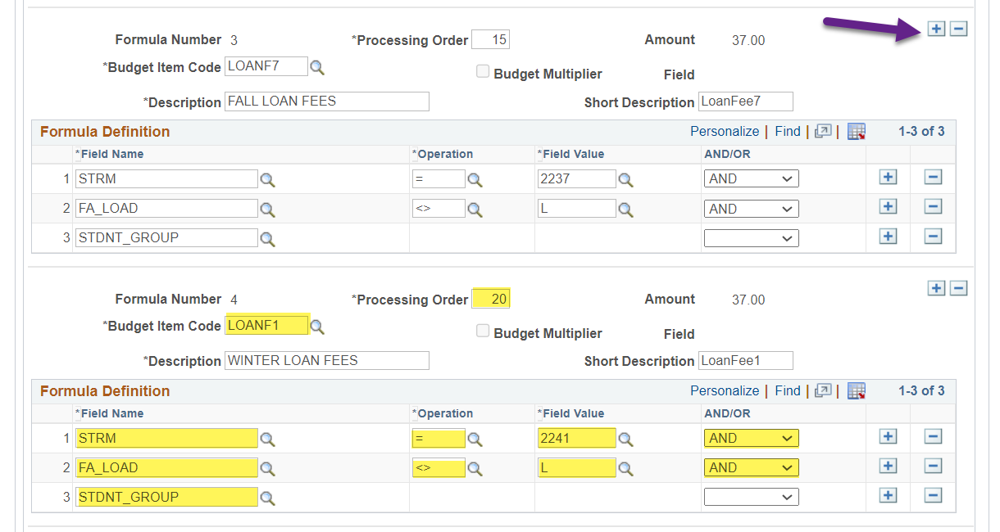 Formula Number 3 *Processing Order 15 Amount 37.00
*Budget Item Code LOANF7 Budget Multiplier Field
*Description FALL LOAN FEES Short Description LoanFee7
Formula Definition Personalize | Find | | 1-3 of 3
*Field Name *Operation *Field Value AND/OR
1 STRM = 2237 AND
2 FA_LOAD <> L AND
3 STDNT_GROUP
Formula Number 4 *Processing Order 20 Amount 37.00
*Budget Item Code LOANF1 Budget Multiplier Field
*Description WINTER LOAN FEES Short Description LoanFee1
Formula Definition Personalize | Find | | 1-3 of 3
*Field Name *Operation *Field Value AND/OR
1 STRM = 2241 AND
2 FA_LOAD <> L AND
3 STDNT_GROUP